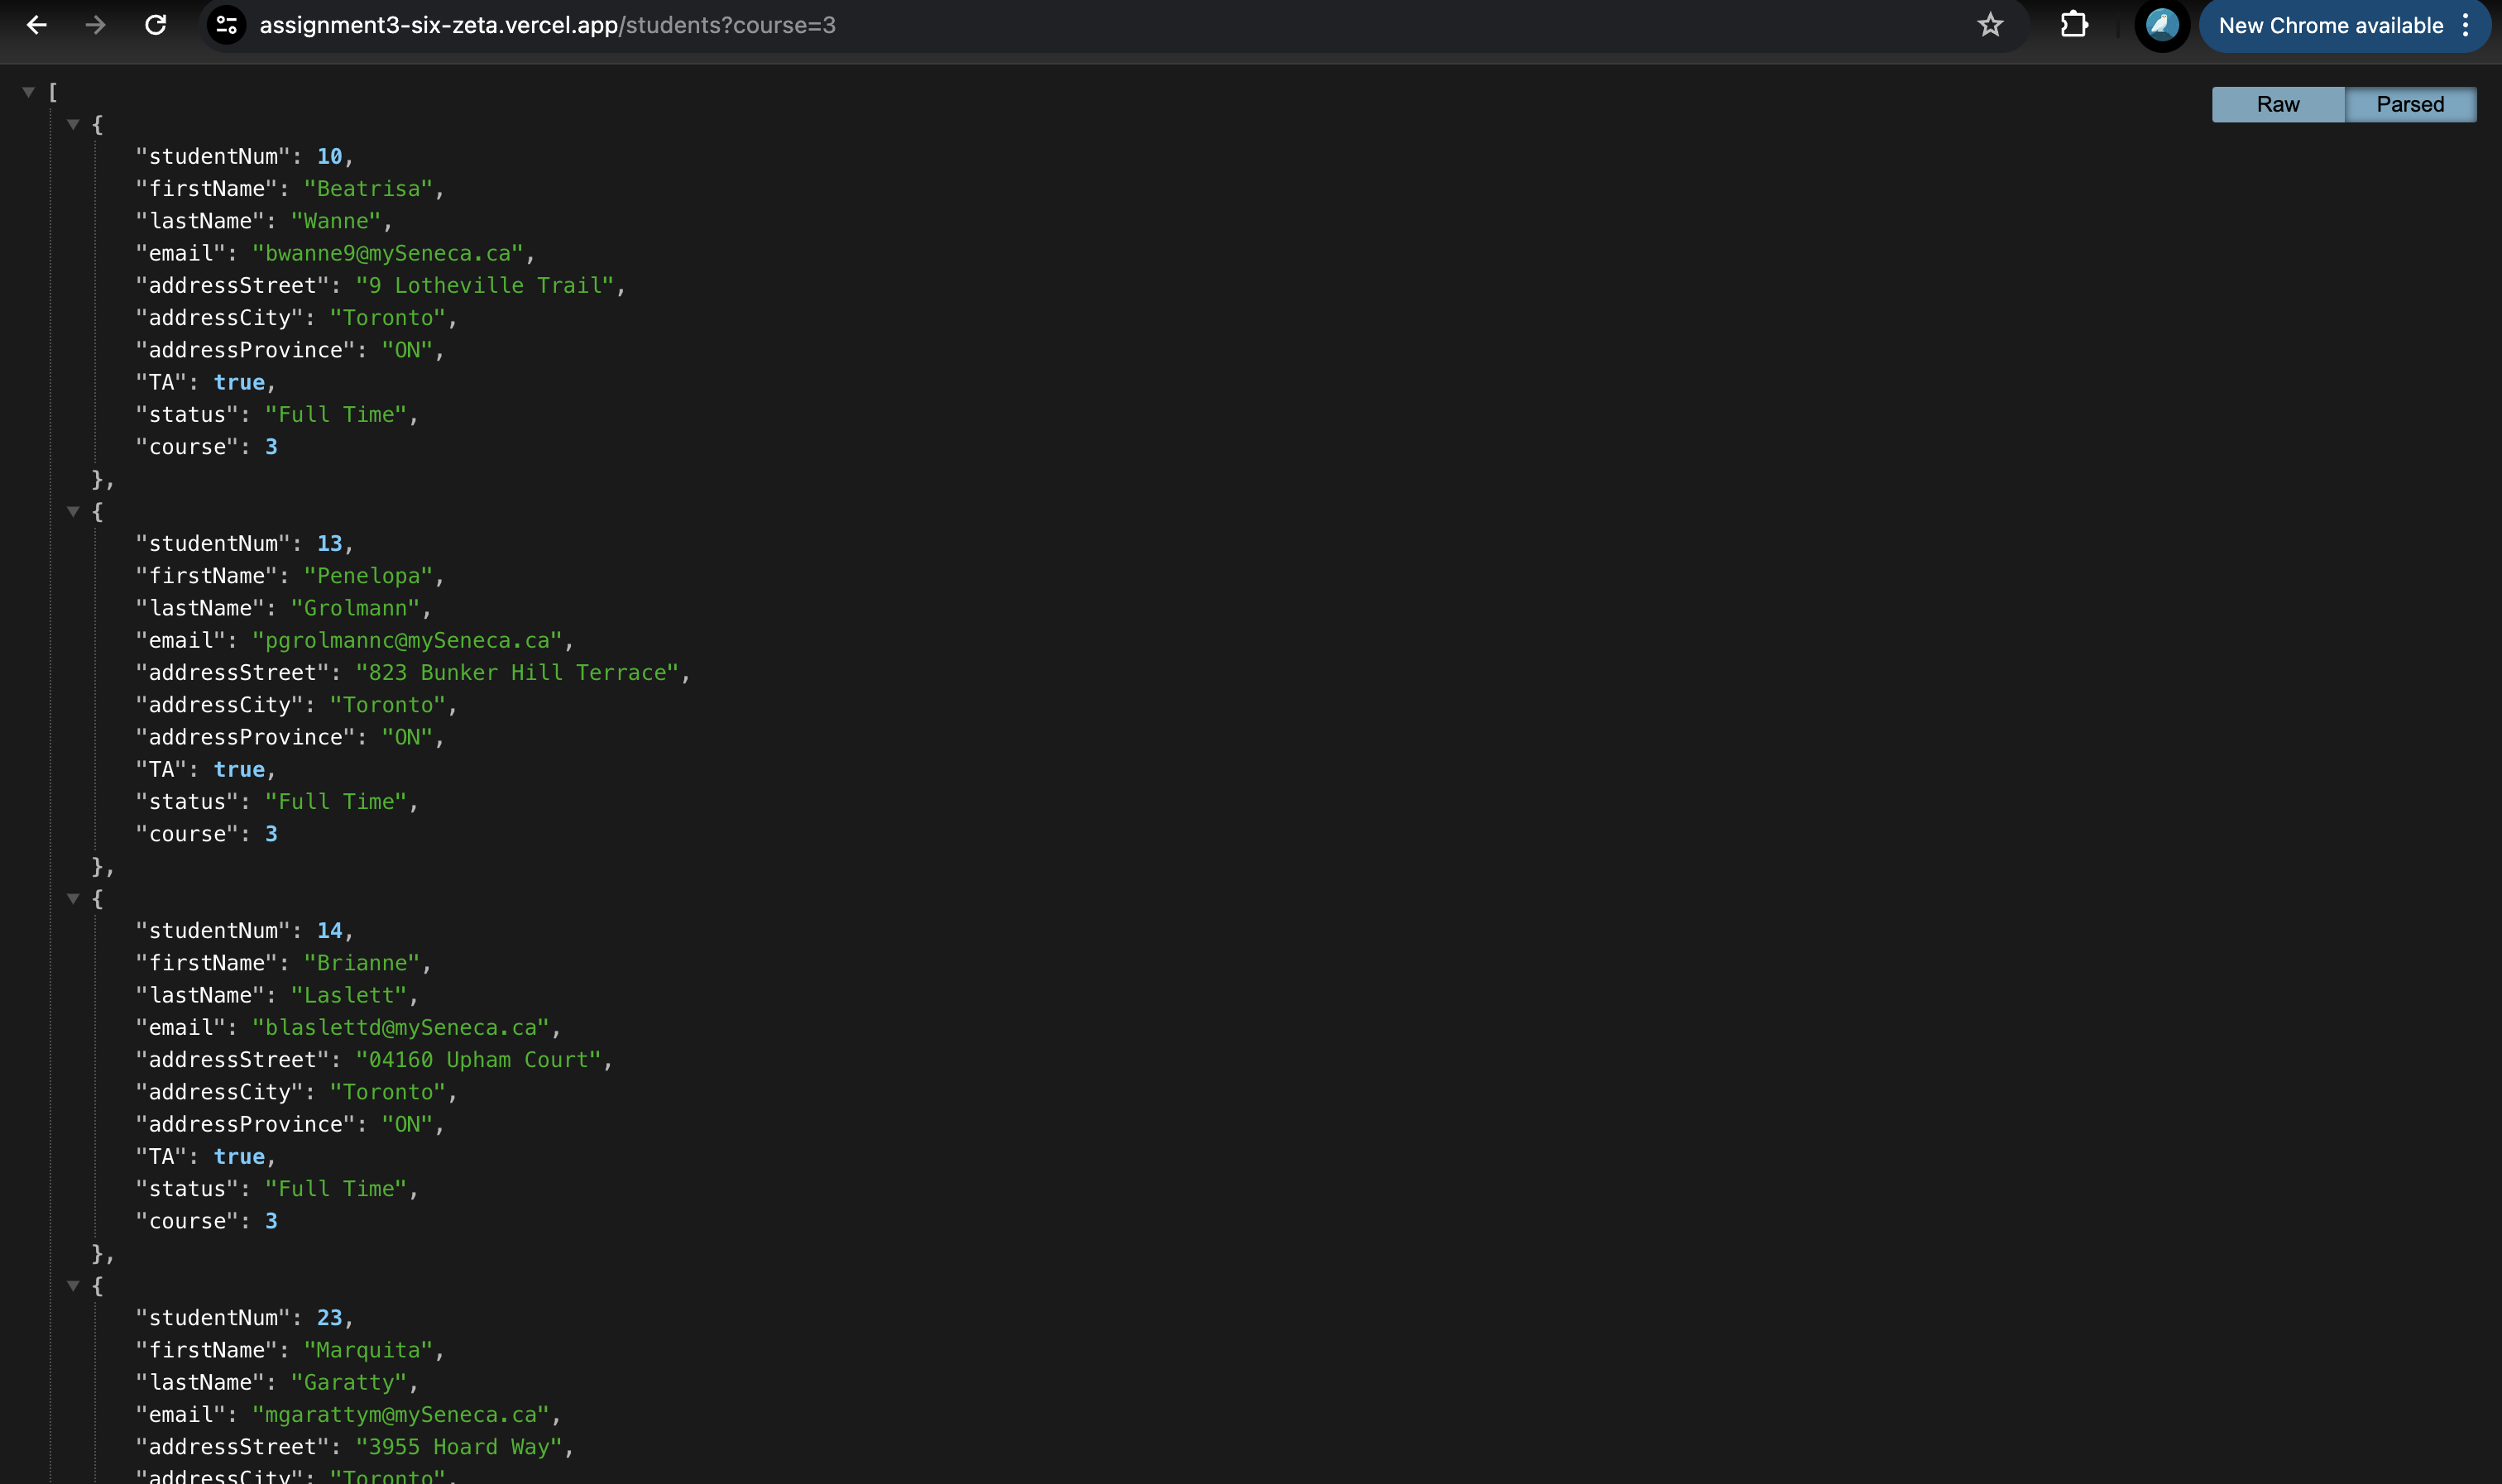 assignment3-six-zeta.vercel.app/students?course=3
New Chrome available
Raw
Parsed
[
{
"studentNum": 10,
"firstName": "Beatrisa",
"lastName": "Wanne",
"email": "bwanne9@mySeneca.ca",
"addressStreet": "9 Lotheville Trail",
"addressCity": "Toronto",
"addressProvince": "ON",
"TA": true,
"status": "Full Time",
"course": 3
},
{
"studentNum": 13,
"firstName": "Penelopa",
"lastName": "Grolmann",
"email": "pgrolmannc@mySeneca.ca",
"addressStreet": "823 Bunker Hill Terrace",
"addressCity": "Toronto",
"addressProvince": "ON",
"TA": true,
"status": "Full Time",
"course": 3
},
{
"studentNum": 14,
"firstName": "Brianne",
"lastName": "Laslett",
"email": "blaslettd@mySeneca.ca",
"addressStreet": "04160 Upham Court",
"addressCity": "Toronto",
"addressProvince": "ON",
"TA": true,
"status": "Full Time",
"course": 3
},
{
"studentNum": 23,
"firstName": "Marquita",
"lastName": "Garatty",
"email": "mgarattym@mySeneca.ca",
"addressStreet": "3955 Hoard Way",
"addressCity": "Toronto",